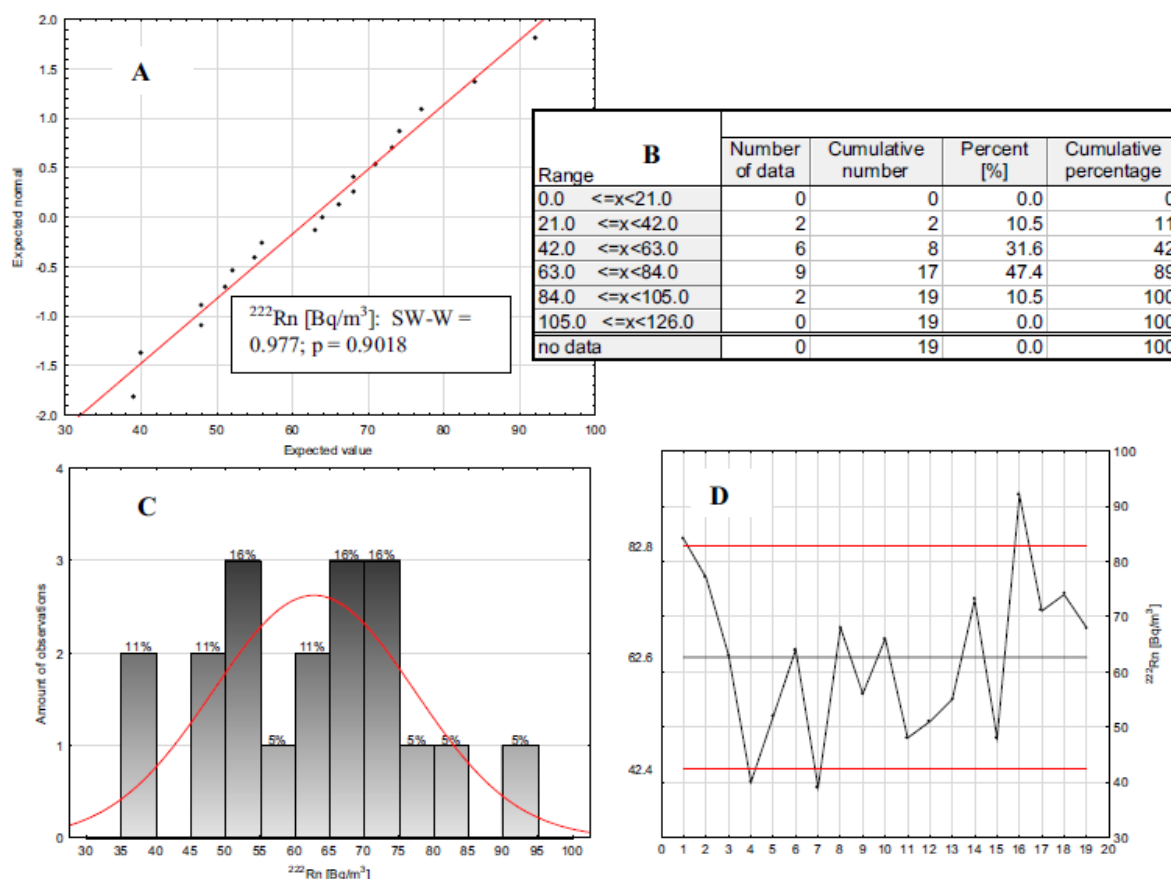 A
2.0
1.5
1.0
0.5
0.0
-0.5
-1.0
-1.5
-2.0
Expected normal
30 40 50 60 70 80 90 100
Expected value
²²²Rn [Bq/m³]: SW-W =
0.977; p = 0.9018
B
Range Number of data Cumulative number Percent [%] Cumulative percentage
0.0 <=x<21.0 0 0 0.0 0
21.0 <=x<42.0 2 2 10.5 11
42.0 <=x<63.0 6 8 31.6 42
63.0 <=x<84.0 9 17 47.4 89
84.0 <=x<105.0 2 19 10.5 100
105.0 <=x<126.0 0 19 0.0 100
no data 0 19 0.0 100
C
4
3
2
1
0
Amount of observations
11% 11% 16% 5% 11% 16% 16% 5% 5% 5%
30 35 40 45 50 55 60 65 70 75 80 85 90 95 100
²²²Rn [Bq/m³]
D
82.8
62.6
42.4
100
90
80
70
60
50
40
30
²²²Rn [Bq/m³]
0 1 2 3 4 5 6 7 8 9 10 11 12 13 14 15 16 17 18 19 20